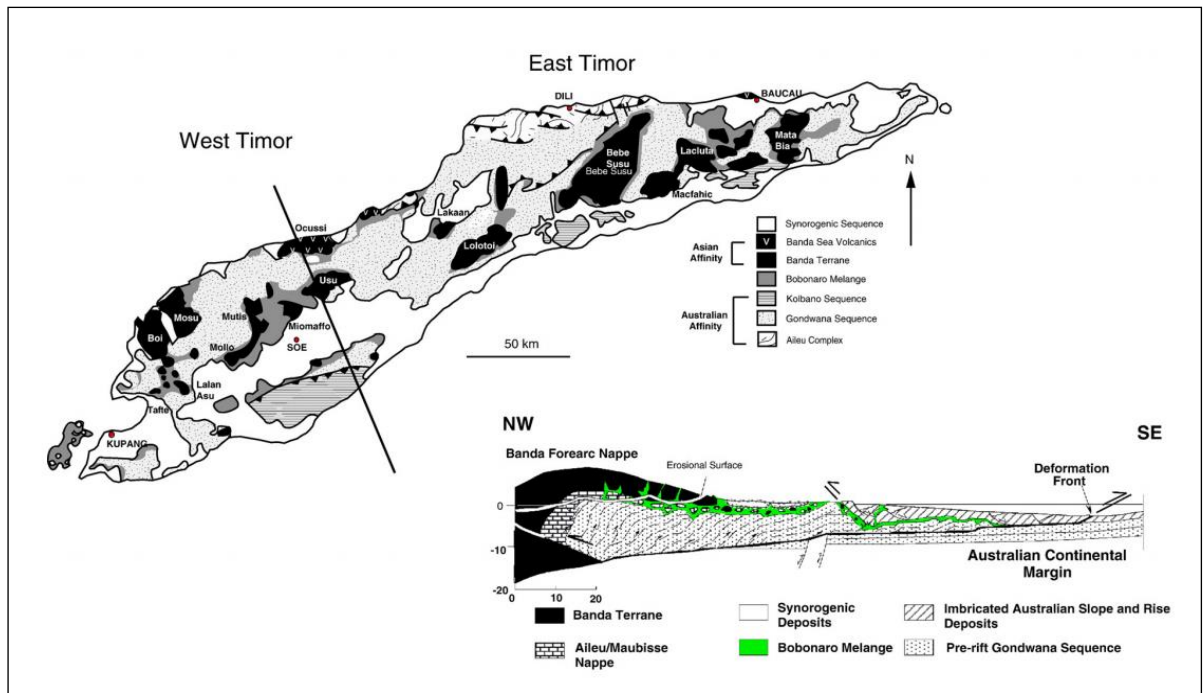 East Timor
DILI
BAUCAU
V
West Timor
Mata
Bia
Bebe
Susu
Bebe Susu
Lacluta
N
Macfahic
V V
Lakaan
Ocussi
V V V
V V V
Lolotoi
Usu
Mosu
Mutis
Boi
Miomaffo
Mollo
SOE
Lalan
Asu
Tafte
KUPANG
50 km
Synorogenic Sequence
Asian
Affinity
V
Banda Sea Volcanics
Banda Terrane
Bobonaro Melange
Australian
Affinity
Kolbano Sequence
Gondwana Sequence
Aileu Complex
NW
SE
Banda Forearc Nappe
Erosional Surface
Deformation
Front
0
-10
-20
0 10 20
Australian Continental
Margin
Banda Terrane
Synorogenic
Deposits
Imbricated Australian Slope and Rise
Deposits
Aileu/Maubisse
Nappe
Bobonaro Melange
Pre-rift Gondwana Sequence